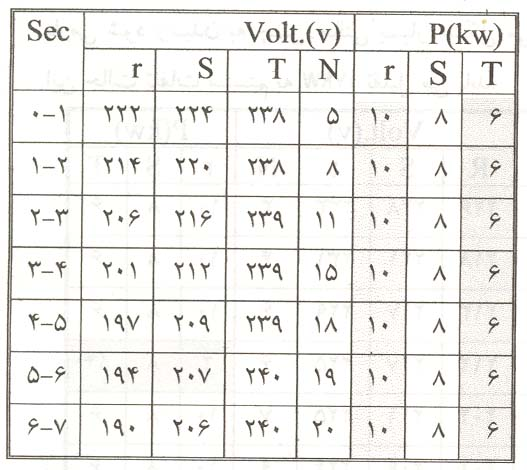 Sec Volt.(v) P(kw)
r S T N r S T
۰-۱ ۲۲۲ ۲۲۴ ۲۳۸ ۵ ۱۰ ۸ ۶
۱-۲ ۲۱۴ ۲۲۰ ۲۳۸ ۸ ۱۰ ۸ ۶
۲-۳ ۲۰۶ ۲۱۶ ۲۳۹ ۱۱ ۱۰ ۸ ۶
۳-۴ ۲۰۱ ۲۱۲ ۲۳۹ ۱۵ ۱۰ ۸ ۶
۴-۵ ۱۹۷ ۲۰۹ ۲۳۹ ۱۸ ۱۰ ۸ ۶
۵-۶ ۱۹۴ ۲۰۷ ۲۴۰ ۱۹ ۱۰ ۸ ۶
۶-۷ ۱۹۰ ۲۰۶ ۲۴۰ ۲۰ ۱۰ ۸ ۶